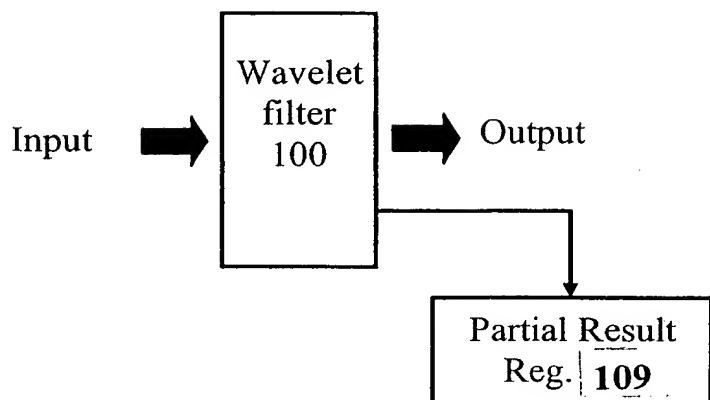 Wavelet
filter
100
Input
Output
Partial Result
Reg. 109